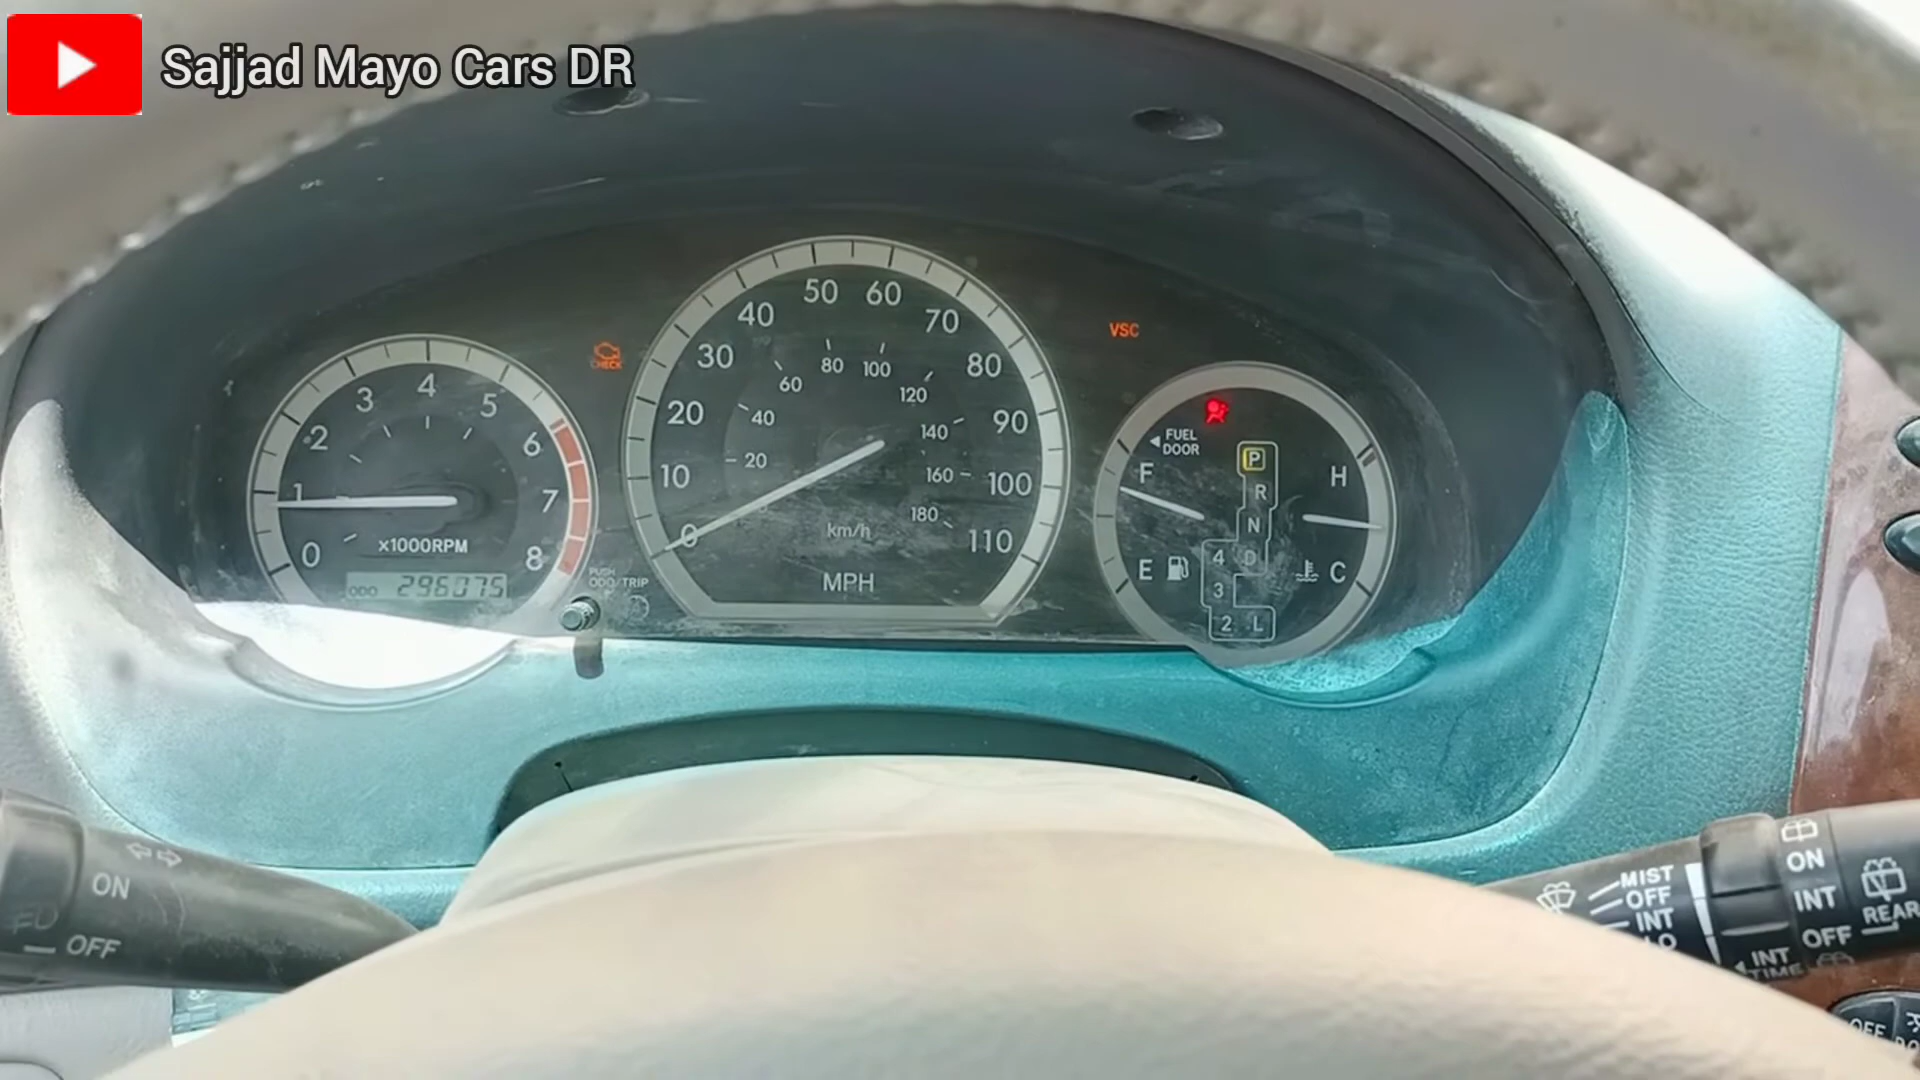 Sajjad Mayo Cars DR
0
1
2
3
4
5
6
7
8
x1000RPM
ODO 296075
CHECK
PUSH
ODO/TRIP
0
10
20
30
40
50
60
70
80
90
100
110
20
40
60
80
100
120
140
160
180
km/h
MPH
VSC
FUEL
DOOR
F
E
H
C
P
R
N
4 D
3
2 L
ON
OFF
MIST
OFF
INT
LO
ON
INT
OFF
REAR
INT
TIME
OFF